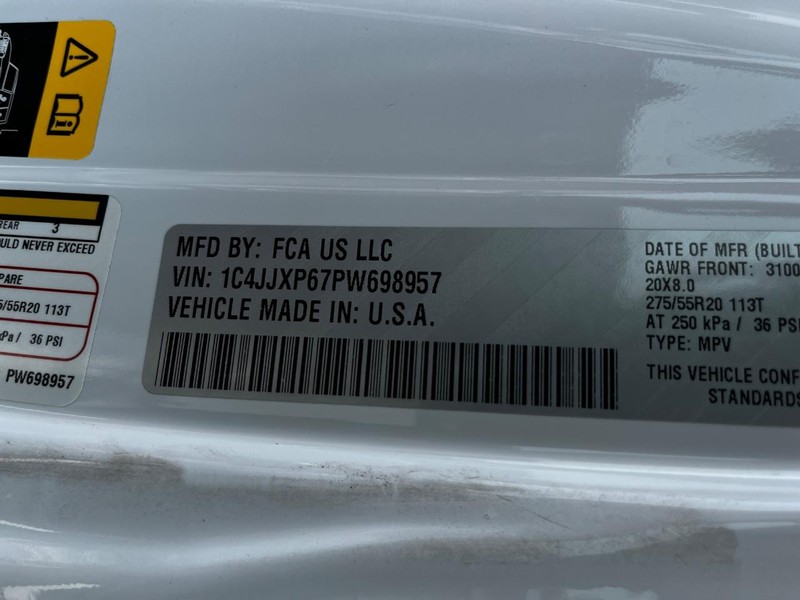 REAR 3
ULD NEVER EXCEED
PARE
5/55R20 113T
kPa / 36 PSI
PW698957
MFD BY: FCA US LLC
VIN: 1C4JJXP67PW698957
VEHICLE MADE IN: U.S.A.
DATE OF MFR (BUILT
GAWR FRONT: 3100
20X8.0
275/55R20 113T
AT 250 kPa / 36 PSI
TYPE: MPV
THIS VEHICLE CONF
STANDARDS